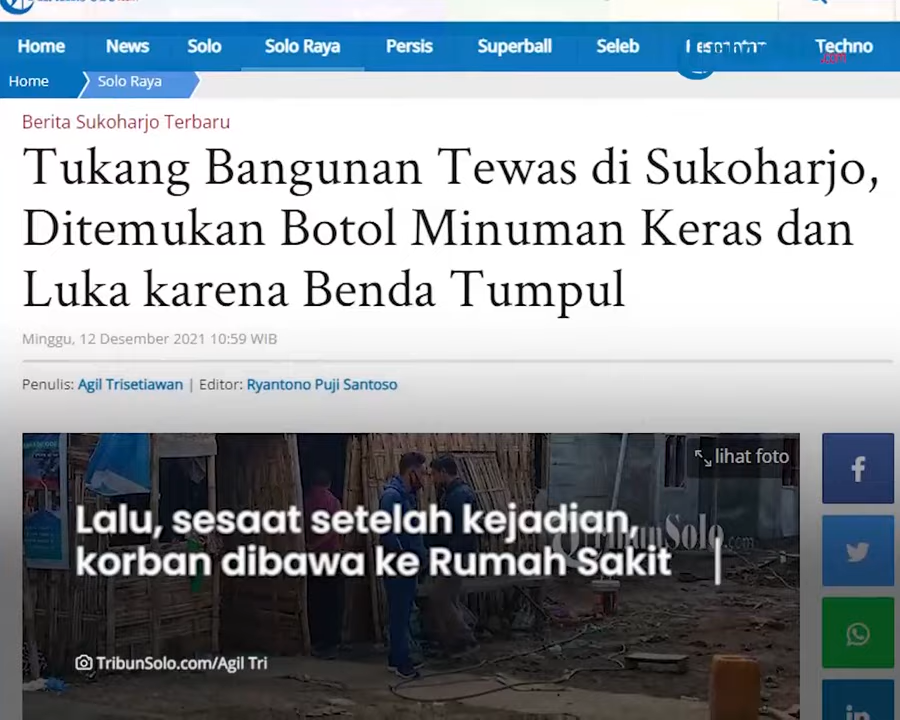 Home News Solo Solo Raya Persis Superball Seleb Techno
Home Solo Raya
Berita Sukoharjo Terbaru
Tukang Bangunan Tewas di Sukoharjo,
Ditemukan Botol Minuman Keras dan
Luka karena Benda Tumpul
Minggu, 12 Desember 2021 10:59 WIB
Penulis: Agil Trisetiawan | Editor: Ryantono Puji Santoso
lihat foto
Lalu, sesaat setelah kejadian,
korban dibawa ke Rumah Sakit
TribunSolo.com
TribunSolo.com/Agil Tri